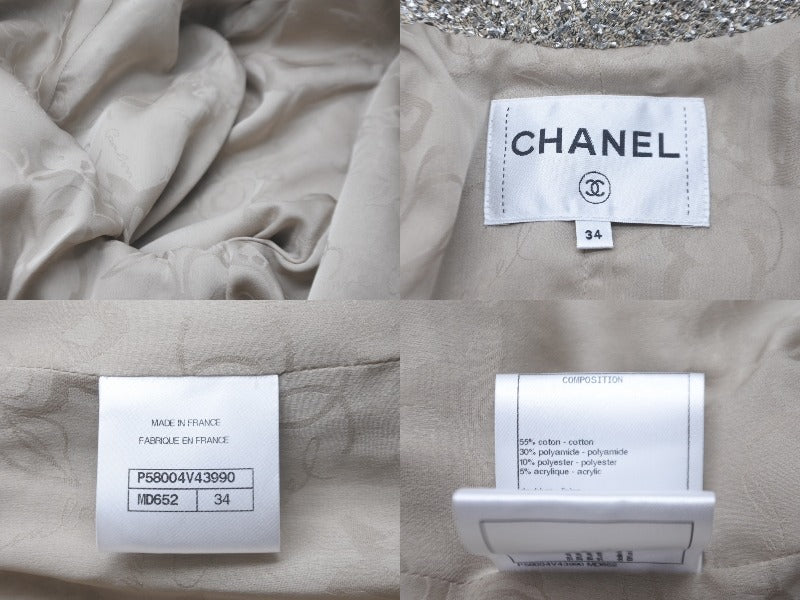 CHANEL
34
MADE IN FRANCE
FABRIQUÉ EN FRANCE
P58004V43990
MD652 34
COMPOSITION
55% coton - cotton
30% polyamide - polyamide
10% polyester - polyester
5% acrylique - acrylic
P58004V43990 MD652